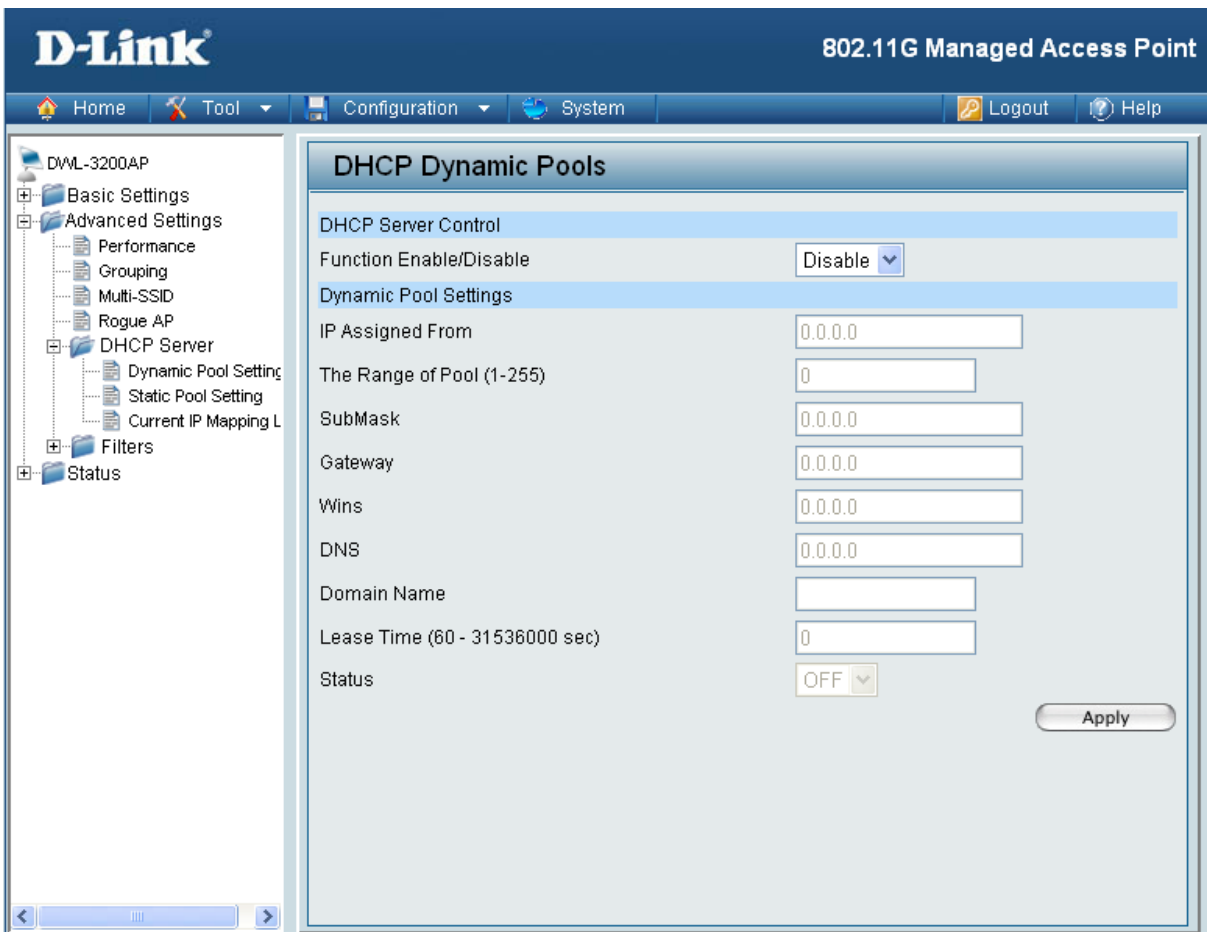 D-Link
802.11G Managed Access Point
Home Tool Configuration System Logout Help
DWL-3200AP
Basic Settings
Advanced Settings
Performance
Grouping
Multi-SSID
Rogue AP
DHCP Server
Dynamic Pool Setting
Static Pool Setting
Current IP Mapping L
Filters
Status
DHCP Dynamic Pools
DHCP Server Control
Function Enable/Disable Disable
Dynamic Pool Settings
IP Assigned From 0.0.0.0
The Range of Pool (1-255) 0
SubMask 0.0.0.0
Gateway 0.0.0.0
Wins 0.0.0.0
DNS 0.0.0.0
Domain Name
Lease Time (60 - 31536000 sec) 0
Status OFF
Apply